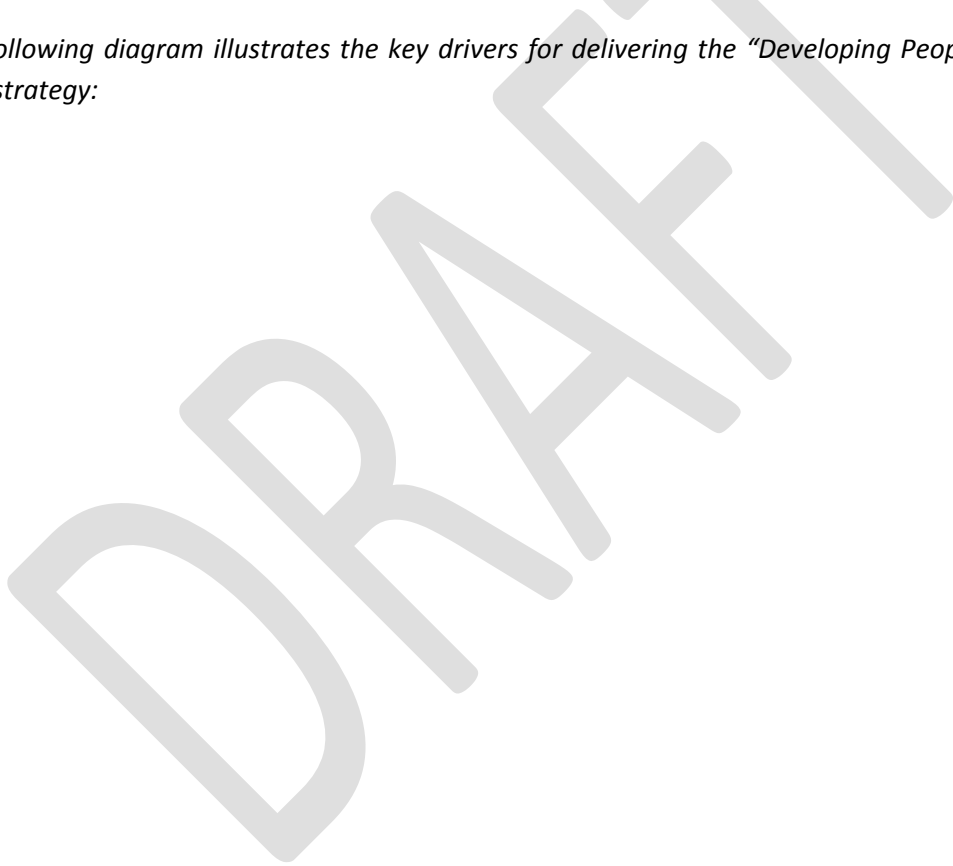 ollowing diagram illustrates the key drivers for delivering the “Developing Peop
strategy:
DRAFT